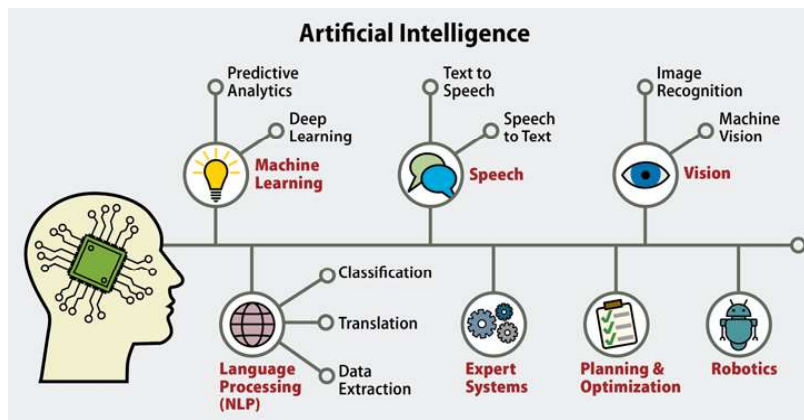 Artificial Intelligence
Predictive
Analytics
Deep
Learning
Machine
Learning
Text to
Speech
Speech
to Text
Speech
Image
Recognition
Machine
Vision
Vision
Classification
Translation
Data
Extraction
Language
Processing
(NLP)
Expert
Systems
Planning &
Optimization
Robotics